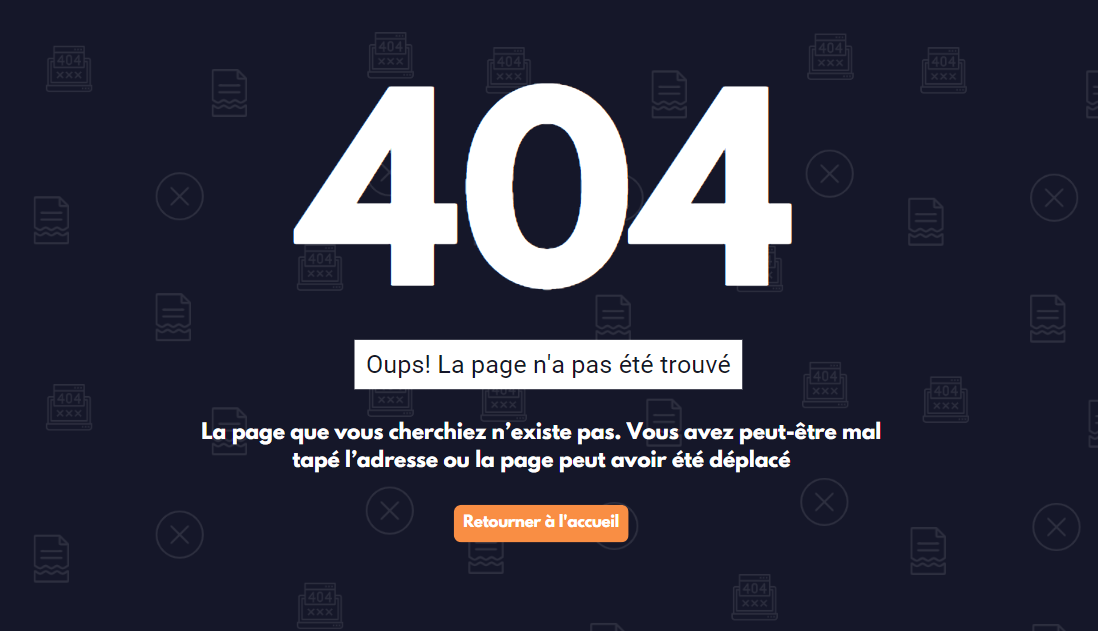 404
Oups! La page n'a pas été trouvé
La page que vous cherchiez n’existe pas. Vous avez peut-être mal
tapé l’adresse ou la page peut avoir été déplacé
Retourner à l'accueil